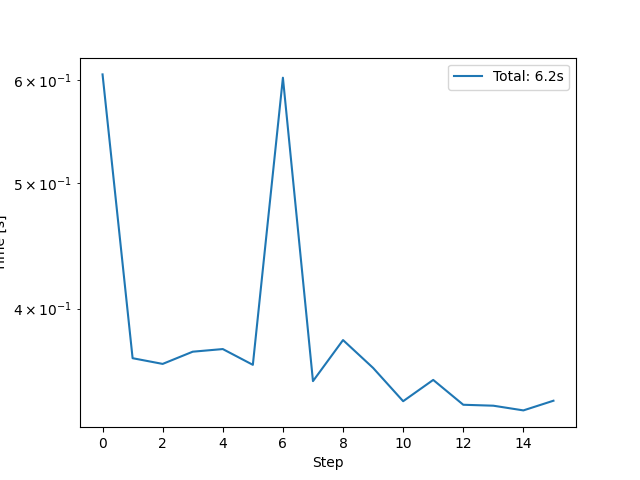 Total: 6.2s
6 × 10⁻¹
5 × 10⁻¹
4 × 10⁻¹
Time [s]
0 2 4 6 8 10 12 14
Step